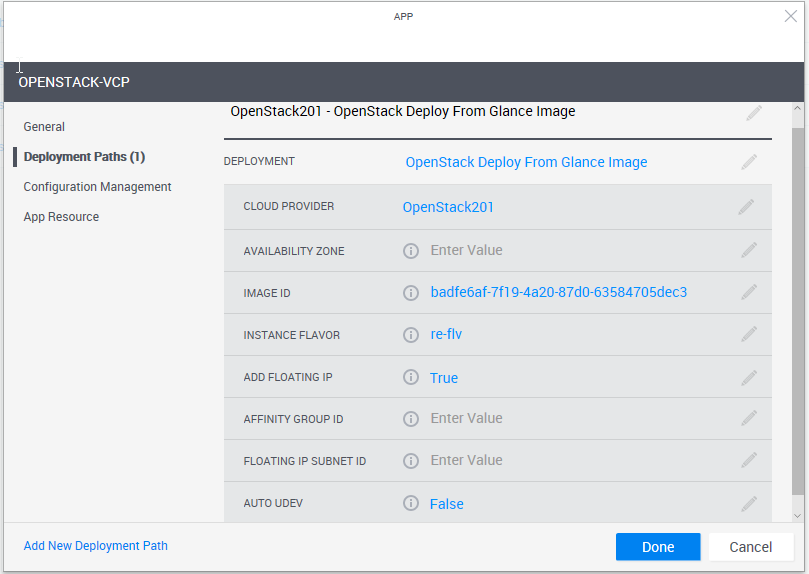 APP
OPENSTACK-VCP
General
Deployment Paths (1)
Configuration Management
App Resource
OpenStack201 - OpenStack Deploy From Glance Image
DEPLOYMENT OpenStack Deploy From Glance Image
CLOUD PROVIDER OpenStack201
AVAILABILITY ZONE Enter Value
IMAGE ID badfe6af-7f19-4a20-87d0-63584705dec3
INSTANCE FLAVOR re-flv
ADD FLOATING IP True
AFFINITY GROUP ID Enter Value
FLOATING IP SUBNET ID Enter Value
AUTO UDEV False
Add New Deployment Path
Done
Cancel